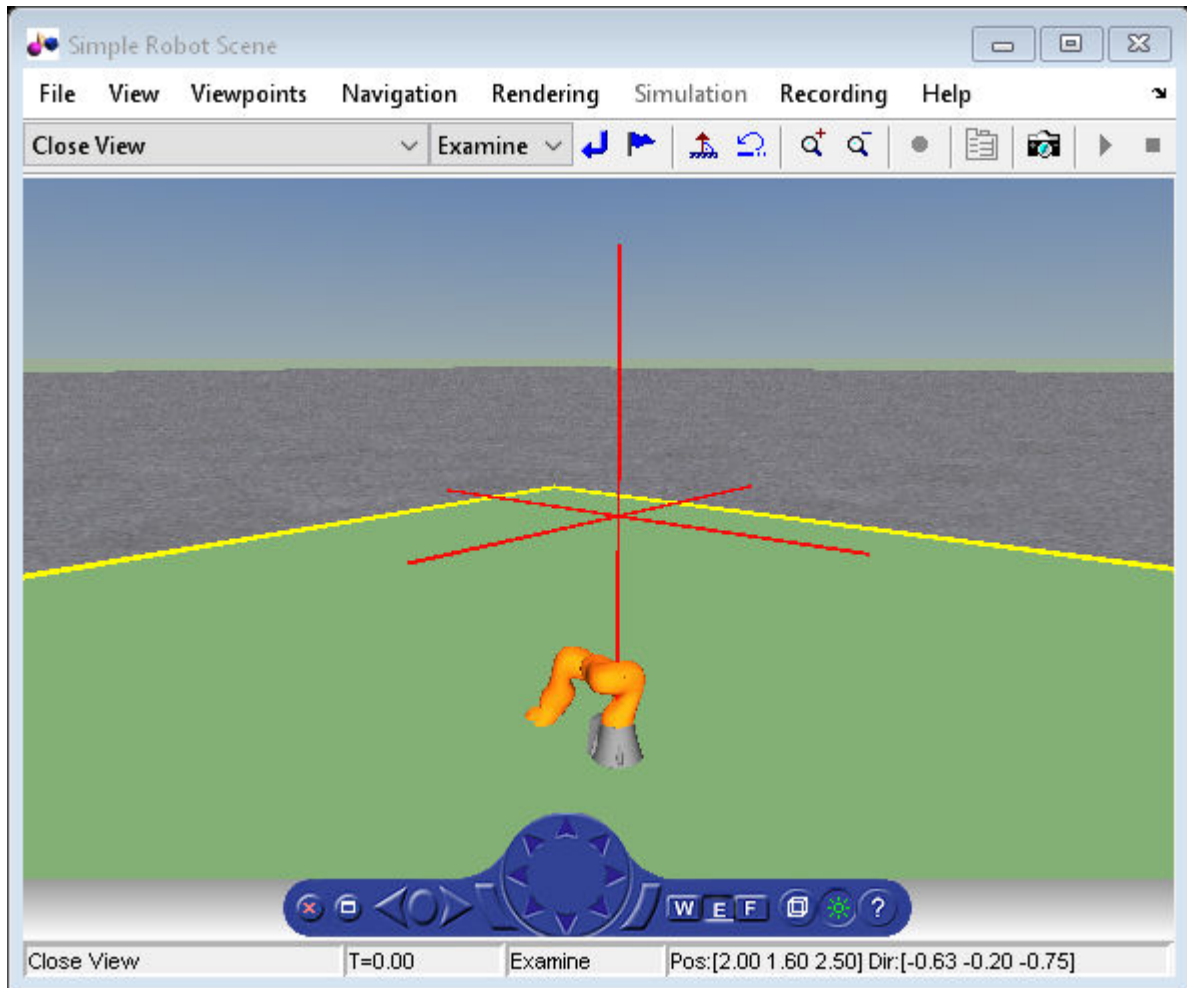 Simple Robot Scene
File View Viewpoints Navigation Rendering Simulation Recording Help
Close View Examine
W E F ?
Close View T=0.00 Examine Pos:[2.00 1.60 2.50] Dir:[-0.63 -0.20 -0.75]